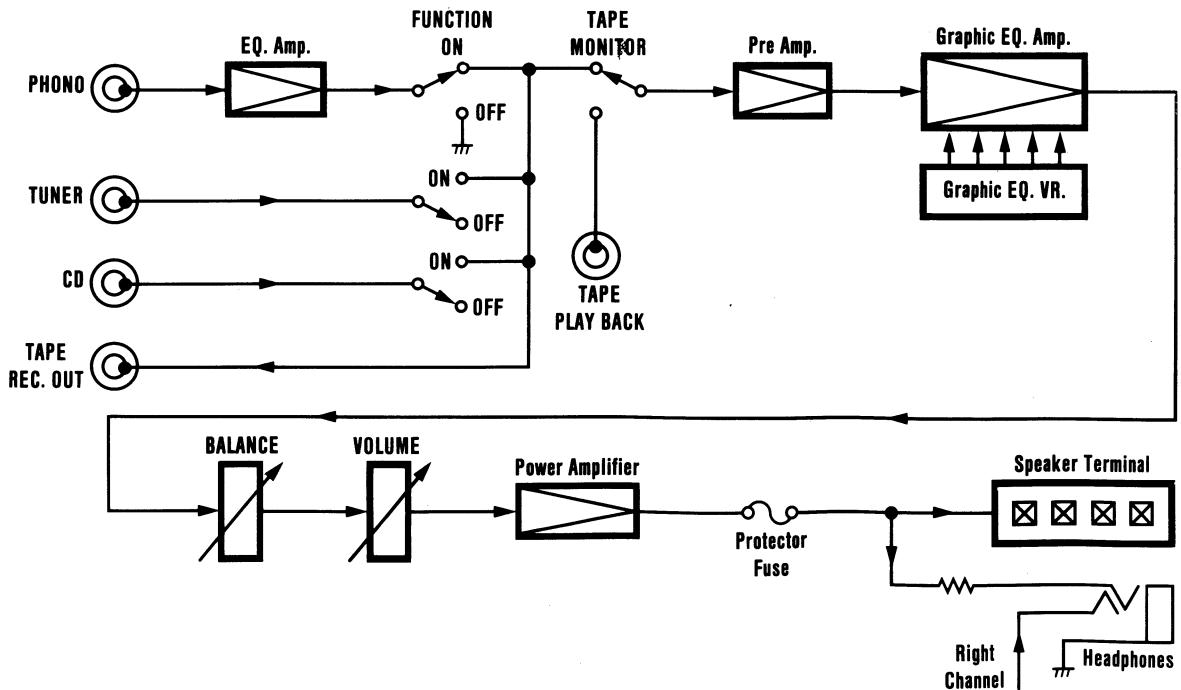 FUNCTION
ON
TAPE
MONITOR
EQ. Amp.
Pre Amp.
Graphic EQ. Amp.
PHONO
OFF
ON
TUNER
OFF
Graphic EQ. VR.
ON
CD
OFF
TAPE
PLAY BACK
TAPE
REC. OUT
BALANCE
VOLUME
Power Amplifier
Speaker Terminal
Protector
Fuse
Right
Channel
Headphones